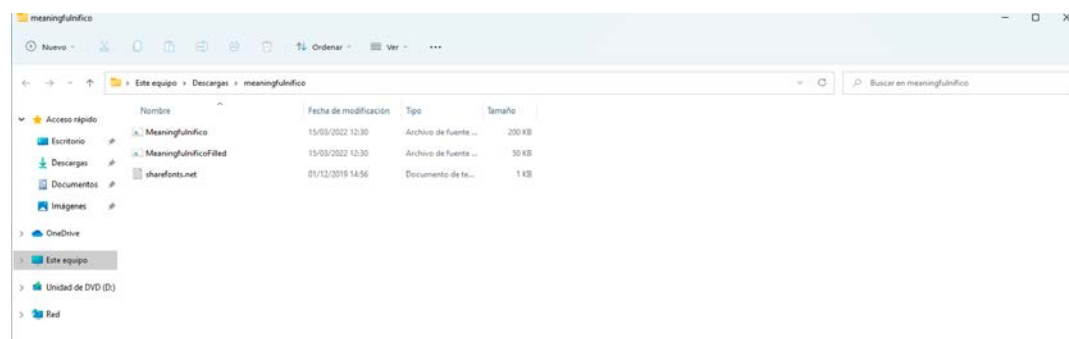 meaningfulnifico
Nuevo
Ordenar
Ver
Este equipo > Descargas > meaningfulnifico
Buscar en meaningfulnifico
Nombre Fecha de modificación Tipo Tamaño
Acceso rápido
Escritorio
Descargas
Documentos
Imágenes
OneDrive
Este equipo
Unidad de DVD (D:)
Red
Meaningfulnifico 15/03/2022 12:30 Archivo de fuente ... 200 KB
MeaningfulnificoFilled 15/03/2022 12:30 Archivo de fuente ... 50 KB
sharefonts.net 01/12/2019 14:56 Documento de te... 1 KB